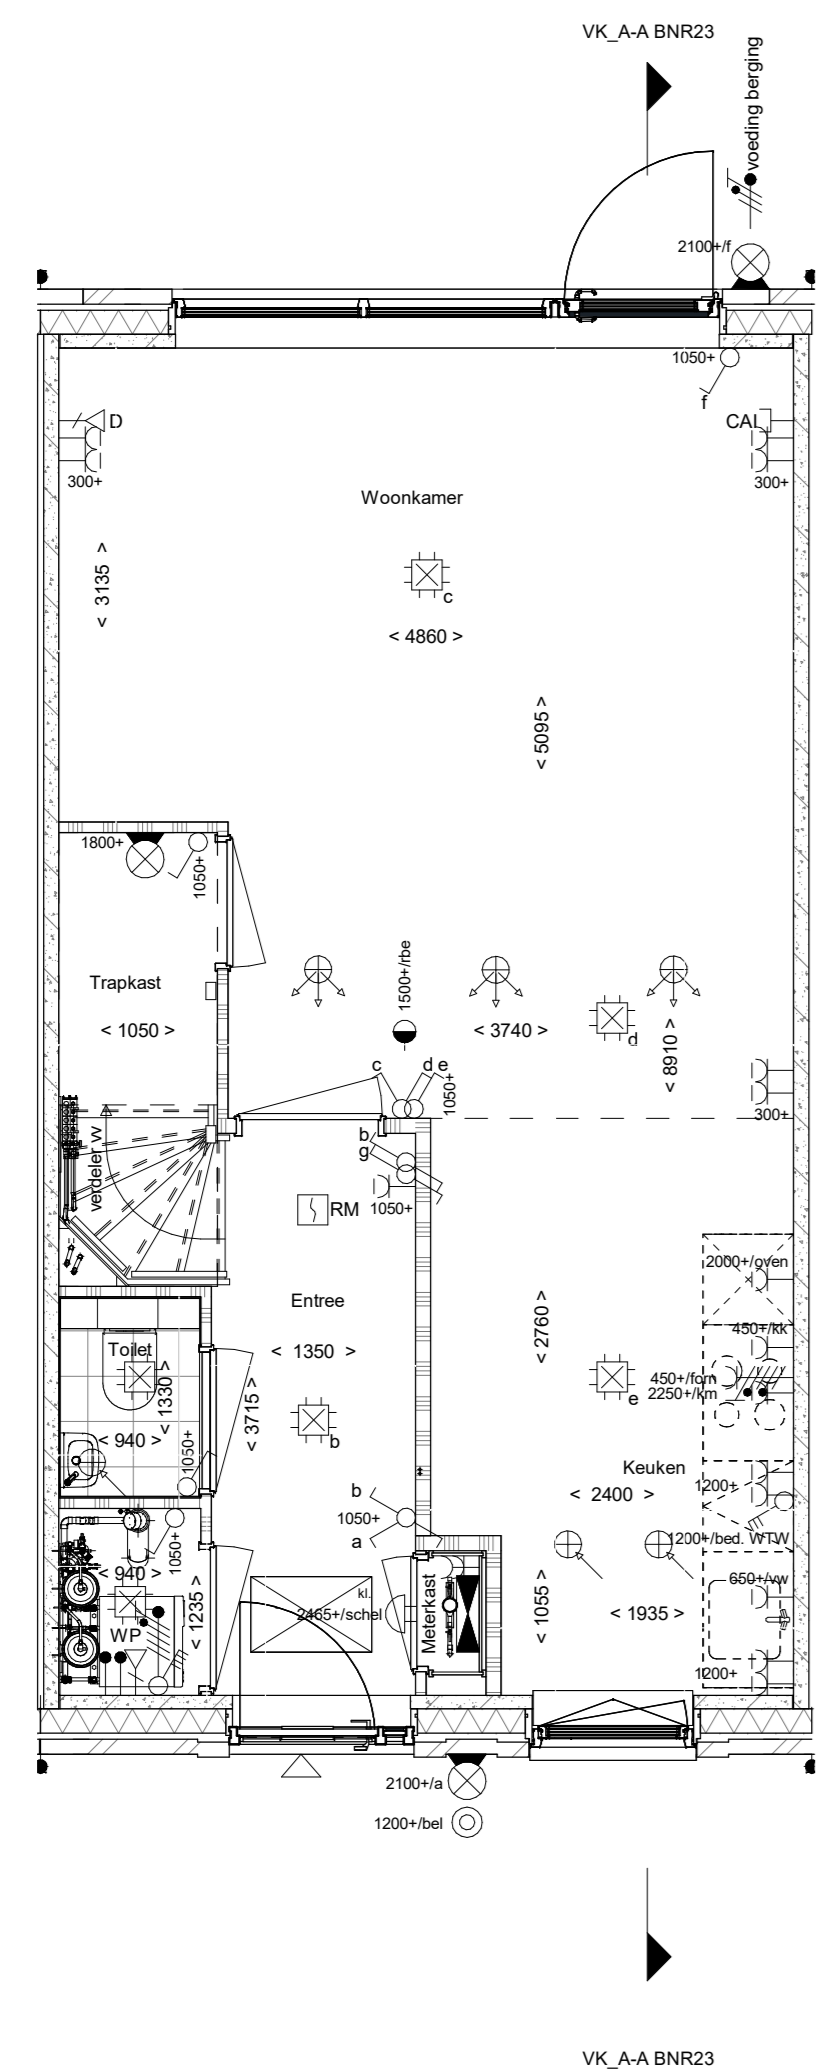 VK_A-A BNR23
voeding berging
2100+/f
1050+
f
D
CAI
300+
300+
Woonkamer
< 3135 >
c
< 4860 >
< 5095 >
1800+
1050+
1500+/rbe
Trapkast
< 1050 >
< 3740 >
d
< 8910 >
c
d e
1050+
300+
verdeler vv
b
g
1050+
RM
2000+/oven
Entree
450+/kk
< 1350 >
< 2760 >
Toilet
< 1330 >
< 3715 >
450+/forn
2250+/km
e
b
< 940 >
1050+
Keuken
1200+
< 2400 >
b
1050+
a
1050+
1200+/bed. WTW
< 940 >
650+/vw
kl.
2465+/schel
Meterkast
< 1235 >
< 1055 >
< 1935 >
WP
1200+
2100+/a
1200+/bel
VK_A-A BNR23